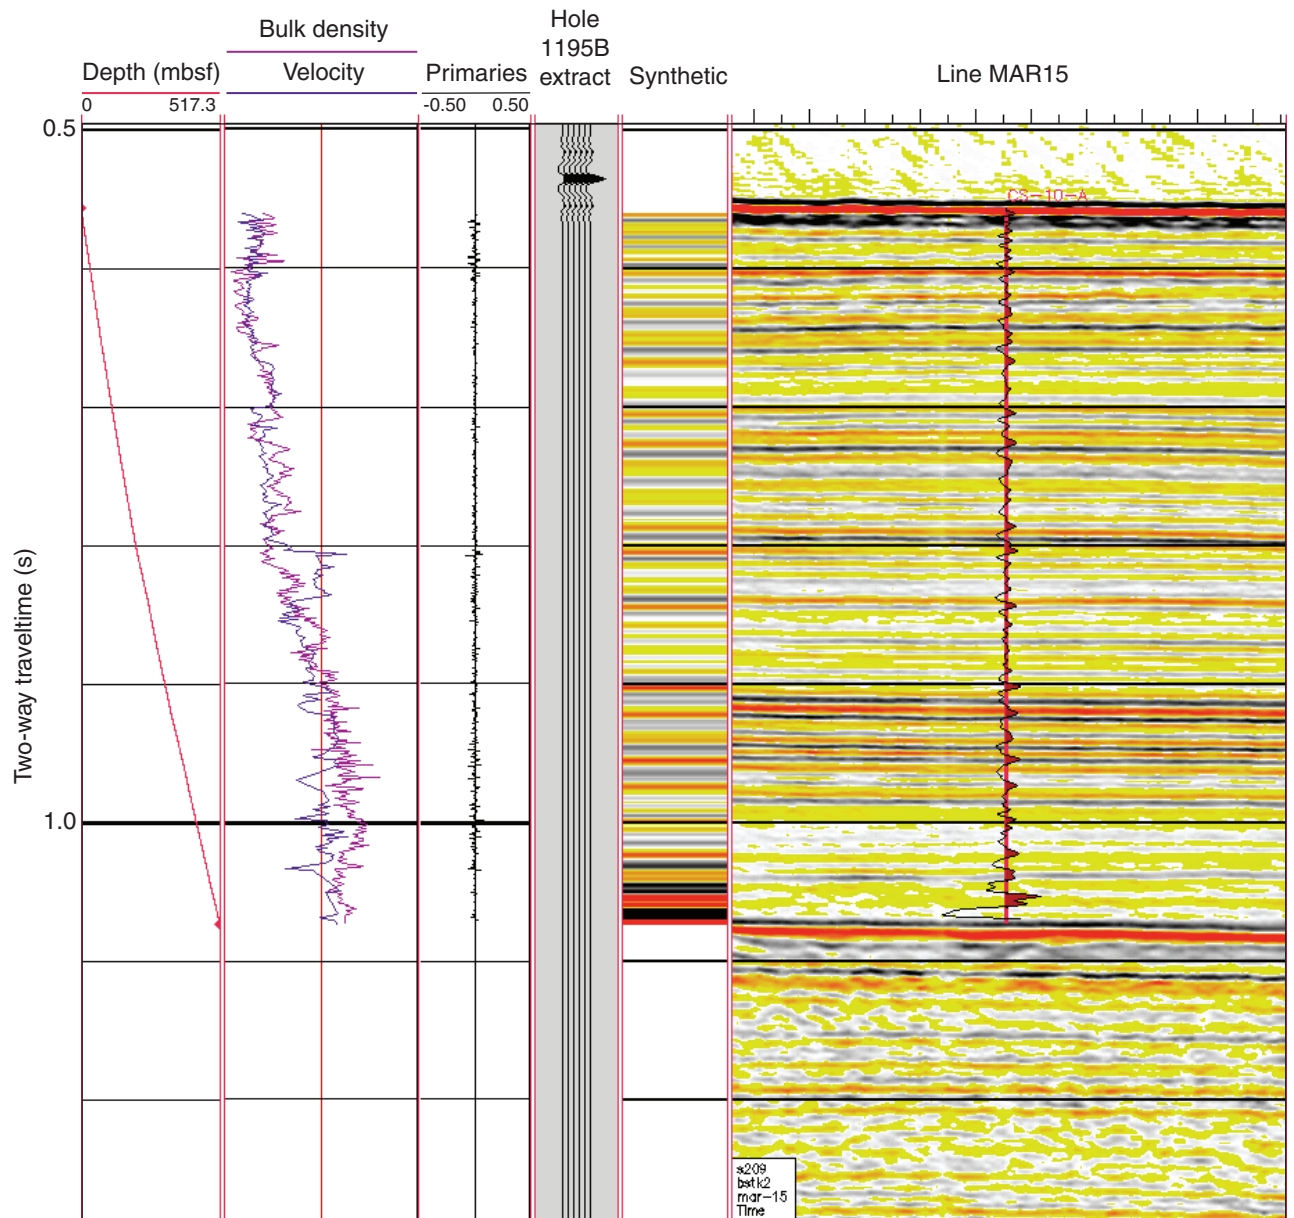 Hole
1195B
extract
Bulk density
Velocity
Depth (mbsf)
Primaries
Synthetic
Line MAR15
0 517.3
-0.50 0.50
0.5
CS-10-A
Two-way traveltime (s)
1.0
s209
bstk2
mar-15
Time